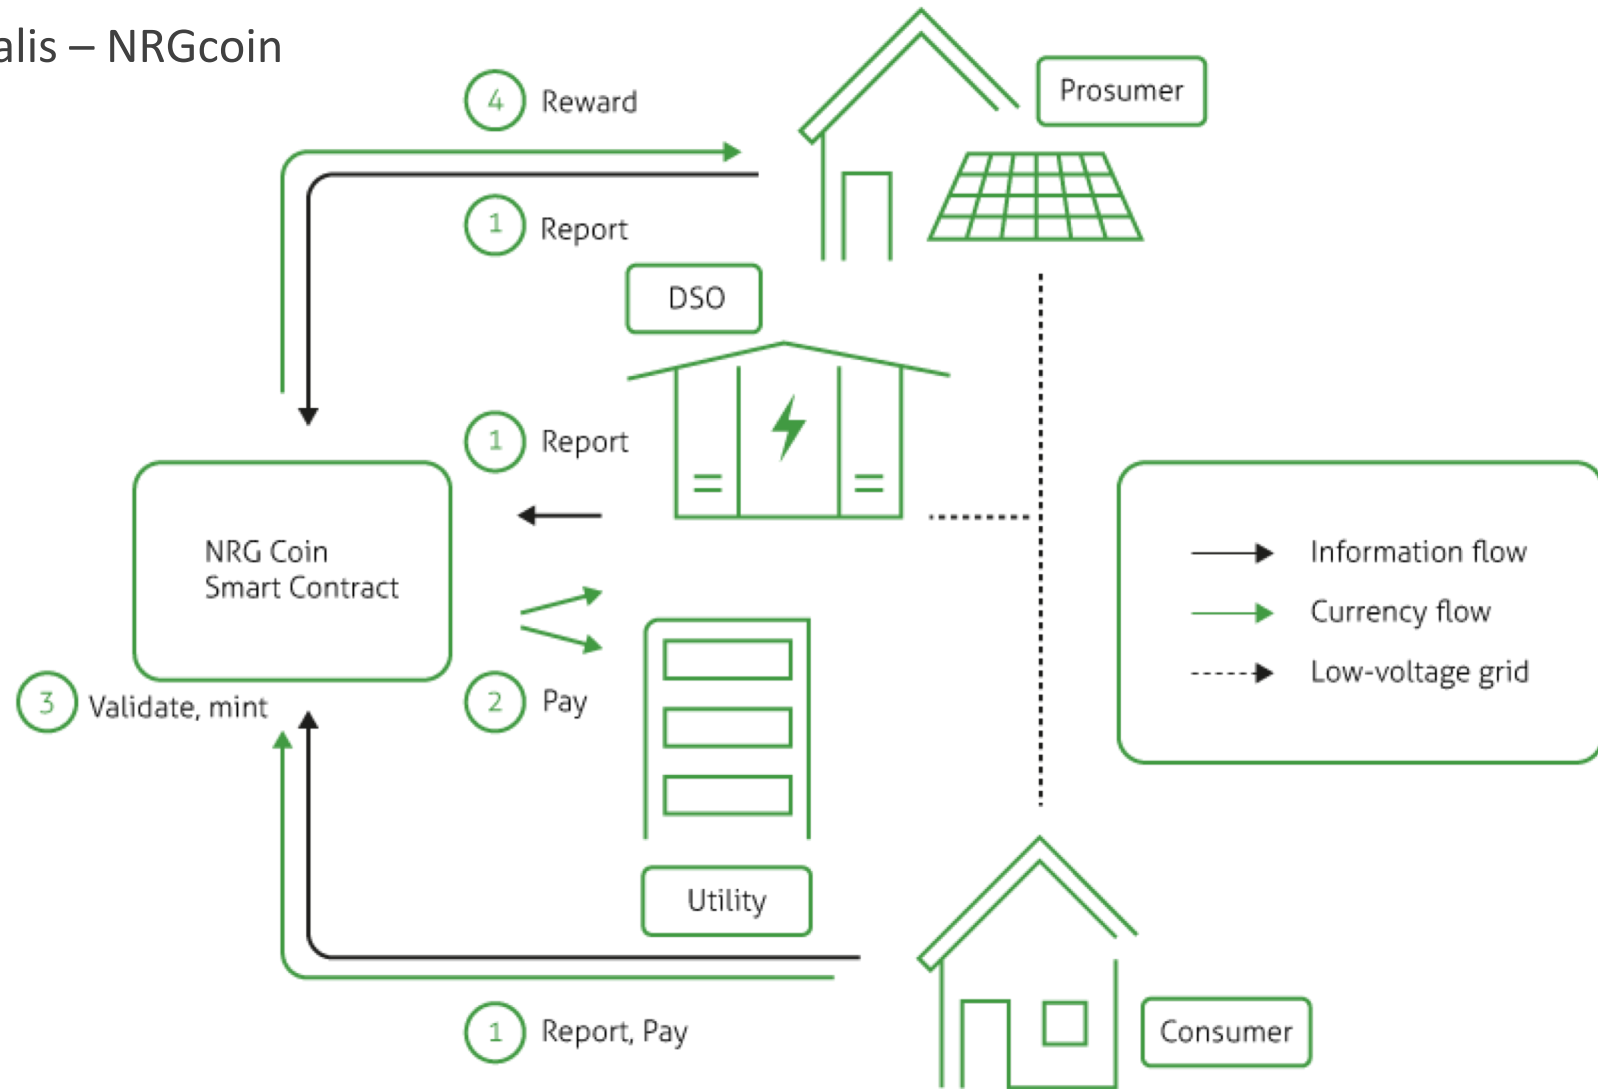 alis – NRGcoin
4 Reward
Prosumer
1 Report
DSO
1 Report
NRG Coin
Smart Contract
Information flow
Currency flow
Low-voltage grid
3 Validate, mint
2 Pay
Utility
1 Report, Pay
Consumer